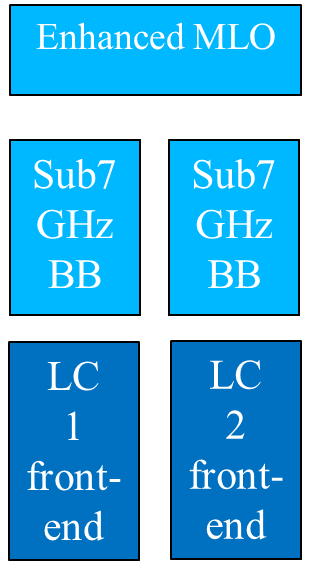 Enhanced MLO
Sub7
GHz
BB
Sub7
GHz
BB
LC
1
front-
end
LC
2
front-
end